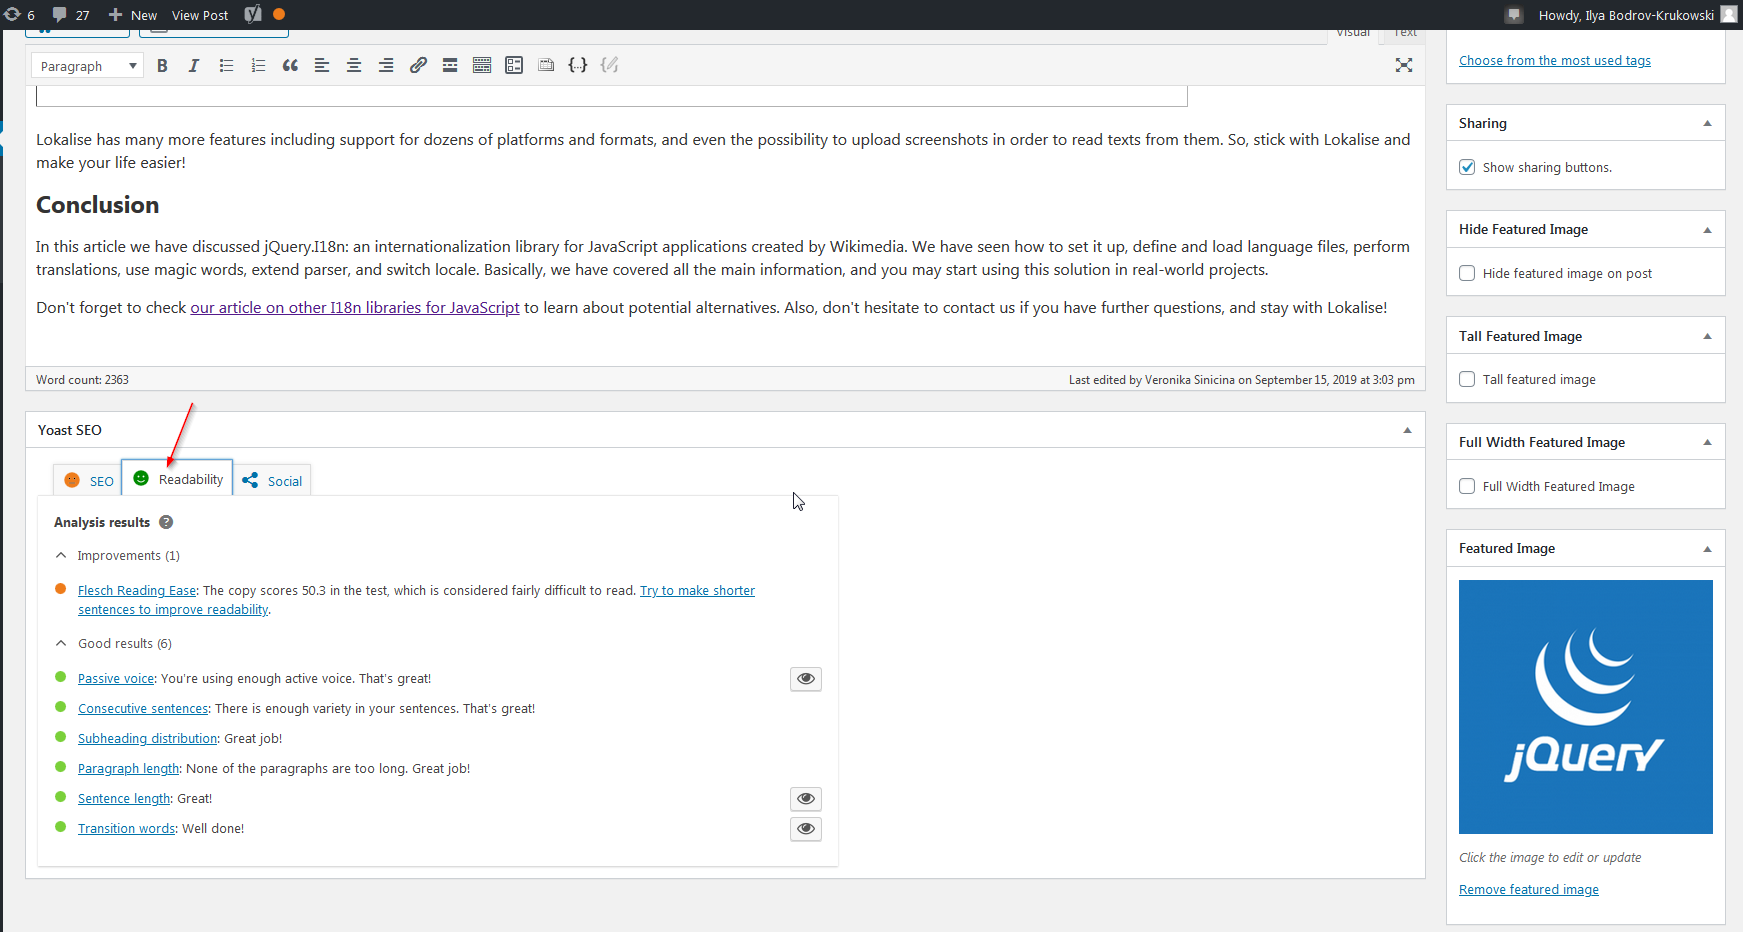 6 27 New View Post Howdy, Ilya Bodrov-Krukowski
Visual Text
Paragraph
Lokalise has many more features including support for dozens of platforms and formats, and even the possibility to upload screenshots in order to read texts from them. So, stick with Lokalise and
make your life easier!
Conclusion
In this article we have discussed jQuery.I18n: an internationalization library for JavaScript applications created by Wikimedia. We have seen how to set it up, define and load language files, perform
translations, use magic words, extend parser, and switch locale. Basically, we have covered all the main information, and you may start using this solution in real-world projects.
Don't forget to check our article on other I18n libraries for JavaScript to learn about potential alternatives. Also, don't hesitate to contact us if you have further questions, and stay with Lokalise!
Word count: 2363
Last edited by Veronika Sinicina on September 15, 2019 at 3:03 pm
Yoast SEO
SEO Readability Social
Analysis results
Improvements (1)
Flesch Reading Ease: The copy scores 50.3 in the test, which is considered fairly difficult to read. Try to make shorter
sentences to improve readability.
Good results (6)
Passive voice: You're using enough active voice. That's great!
Consecutive sentences: There is enough variety in your sentences. That's great!
Subheading distribution: Great job!
Paragraph length: None of the paragraphs are too long. Great job!
Sentence length: Great!
Transition words: Well done!
Choose from the most used tags
Sharing
Show sharing buttons.
Hide Featured Image
Hide featured image on post
Tall Featured Image
Tall featured image
Full Width Featured Image
Full Width Featured Image
Featured Image
jQuery
Click the image to edit or update
Remove featured image